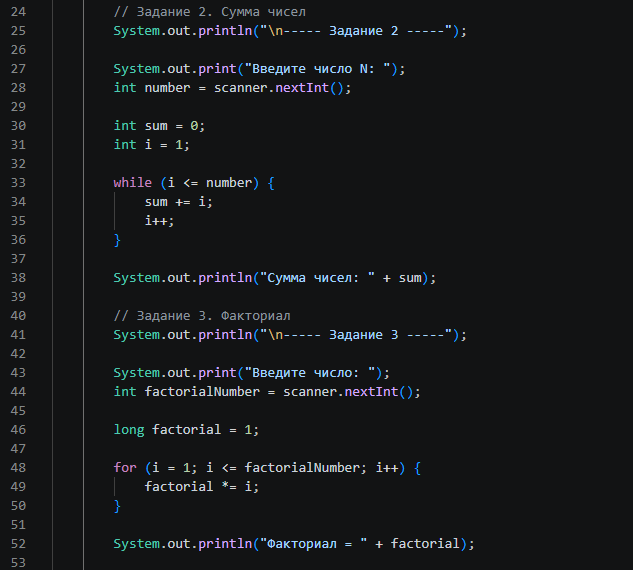 24 // Задание 2. Сумма чисел
25 System.out.println("\n----- Задание 2 -----");
26
27 System.out.print("Введите число N: ");
28 int number = scanner.nextInt();
29
30 int sum = 0;
31 int i = 1;
32
33 while (i <= number) {
34     sum += i;
35     i++;
36 }
37
38 System.out.println("Сумма чисел: " + sum);
39
40 // Задание 3. Факториал
41 System.out.println("\n----- Задание 3 -----");
42
43 System.out.print("Введите число: ");
44 int factorialNumber = scanner.nextInt();
45
46 long factorial = 1;
47
48 for (i = 1; i <= factorialNumber; i++) {
49     factorial *= i;
50 }
51
52 System.out.println("Факториал = " + factorial);
53